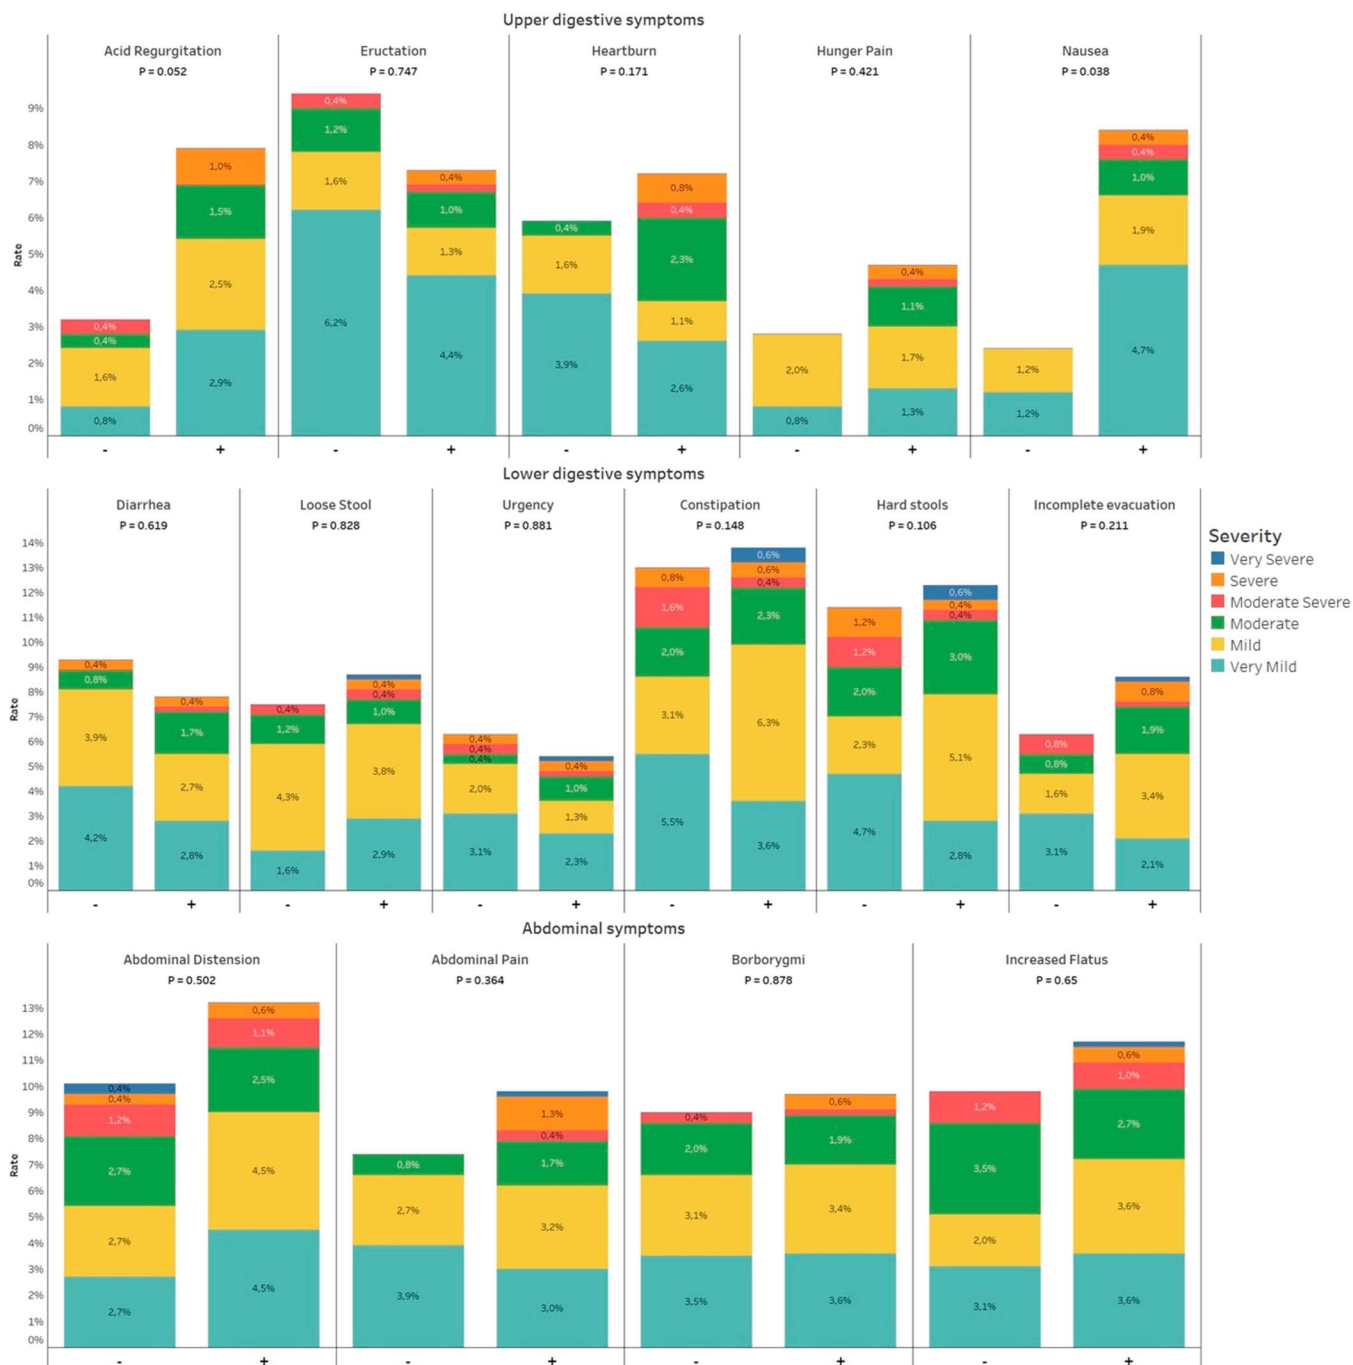 Upper digestive symptoms
Acid Regurgitation Eructation Heartburn Hunger Pain Nausea
P = 0.052 P = 0.747 P = 0.171 P = 0.421 P = 0.038
Rate
9%
8%
7%
6%
5%
4%
3%
2%
1%
0%
0,4% 0,4% 1,6% 0,8%
1,0% 1,5% 2,5% 2,9%
0,4% 1,2% 1,6% 6,2%
0,4% 1,0% 1,3% 4,4%
0,4% 1,6% 3,9%
0,8% 0,4% 2,3% 1,1% 2,6%
2,0% 0,8%
0,4% 1,1% 1,7% 1,3%
1,2% 1,2%
0,4% 0,4% 1,0% 1,9% 4,7%
- + - + - + - + - +
Lower digestive symptoms
Diarrhea Loose Stool Urgency Constipation Hard stools Incomplete evacuation
P = 0.619 P = 0.828 P = 0.881 P = 0.148 P = 0.106 P = 0.211
Rate
14%
13%
12%
11%
10%
9%
8%
7%
6%
5%
4%
3%
2%
1%
0%
0,4% 0,8% 3,9% 4,2%
0,4% 1,7% 2,7% 2,8%
0,4% 1,2% 4,3% 1,6%
0,4% 0,4% 1,0% 3,8% 2,9%
0,4% 0,4% 0,4% 2,0% 3,1%
0,4% 1,0% 1,3% 2,3%
0,8% 1,6% 2,0% 3,1% 5,5%
0,6% 0,6% 0,4% 2,3% 6,3% 3,6%
1,2% 1,2% 2,0% 2,3% 4,7%
0,6% 0,4% 0,4% 3,0% 5,1% 2,8%
0,8% 0,8% 1,6% 3,1%
0,8% 1,9% 3,4% 2,1%
- + - + - + - + - + - +
Severity
Very Severe
Severe
Moderate Severe
Moderate
Mild
Very Mild
Abdominal symptoms
Abdominal Distension Abdominal Pain Borborygmi Increased Flatus
P = 0.502 P = 0.364 P = 0.878 P = 0.65
Rate
13%
12%
11%
10%
9%
8%
7%
6%
5%
4%
3%
2%
1%
0%
0,4% 0,4% 1,2% 2,7% 2,7% 2,7%
0,6% 1,1% 2,5% 4,5% 4,5%
0,8% 2,7% 3,9%
1,3% 0,4% 1,7% 3,2% 3,0%
0,4% 2,0% 3,1% 3,5%
0,6% 1,9% 3,4% 3,6%
1,2% 3,5% 2,0% 3,1%
0,6% 1,0% 2,7% 3,6% 3,6%
- + - + - + - +